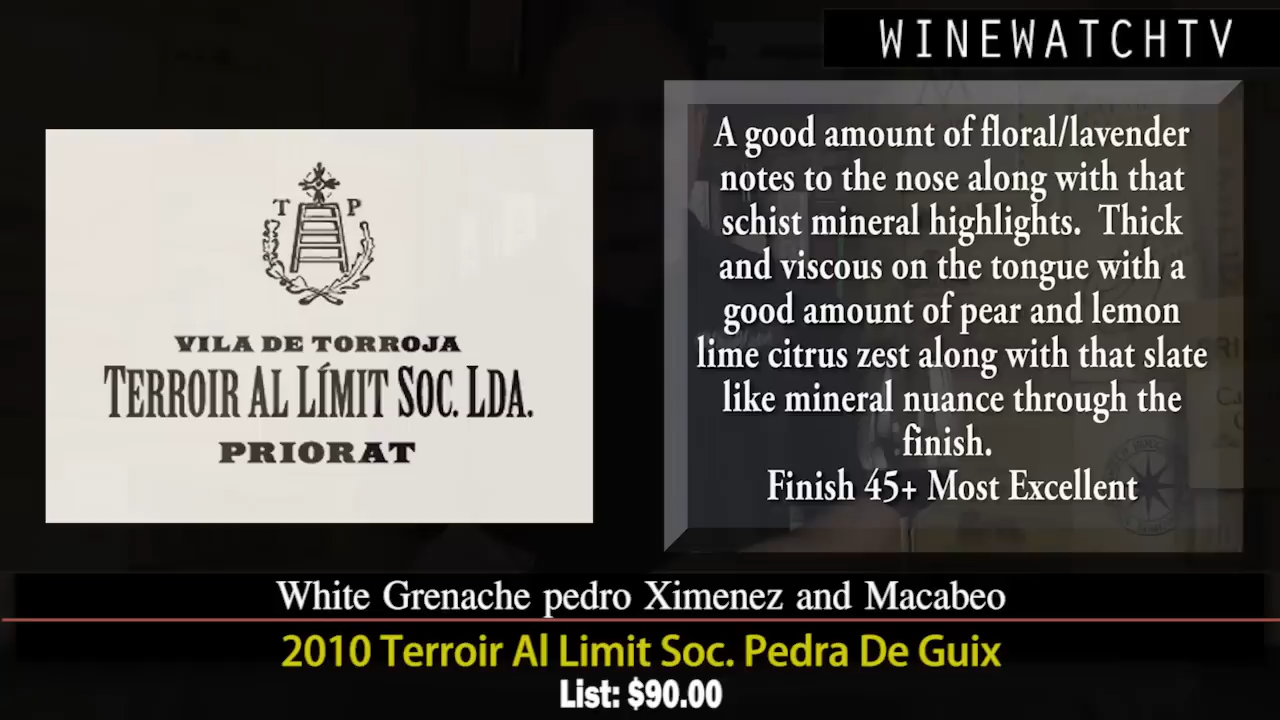 WINEWATCHTV
T P
VILA DE TORROJA
TERROIR AL LÍMIT SOC. LDA.
PRIORAT
A good amount of floral/lavender
notes to the nose along with that
schist mineral highlights. Thick
and viscous on the tongue with a
good amount of pear and lemon
lime citrus zest along with that slate
like mineral nuance through the
finish.
Finish 45+ Most Excellent
White Grenache pedro Ximenez and Macabeo
2010 Terroir Al Limit Soc. Pedra De Guix
List: $90.00